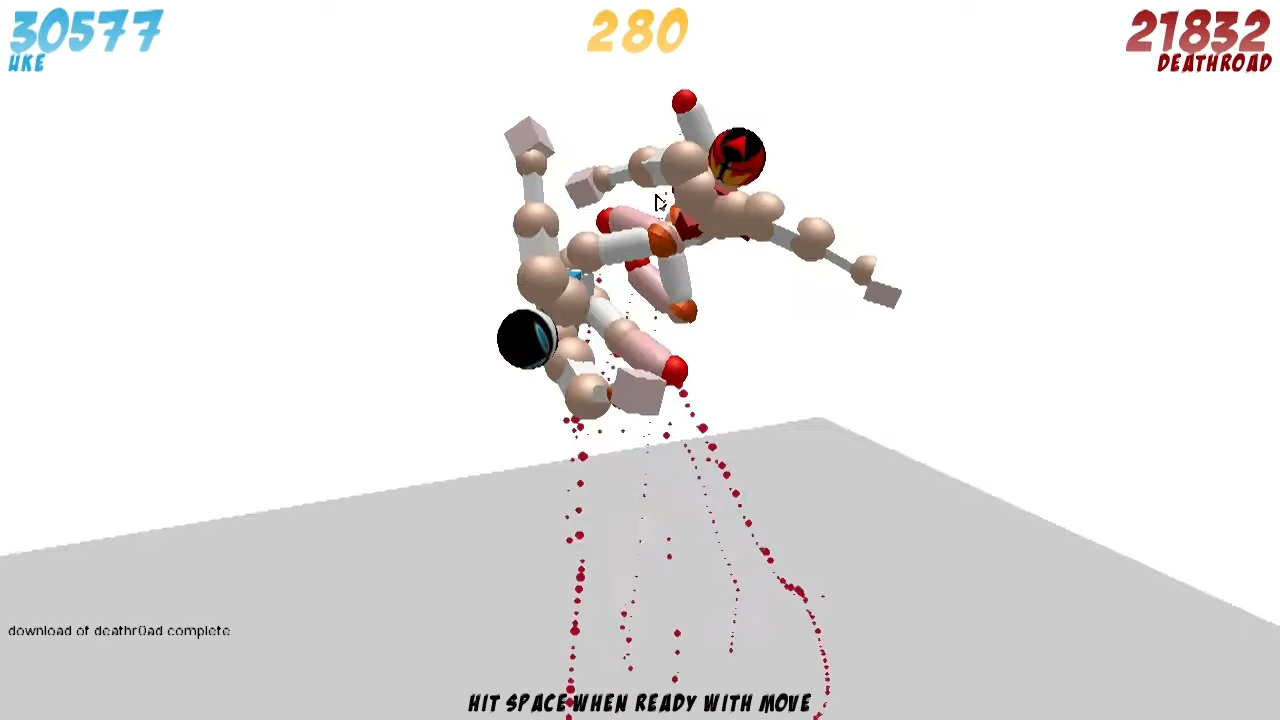 30577
UKE
280
21832
DEATHROAD
download of deathr0ad complete
HIT SPACE WHEN READY WITH MOVE